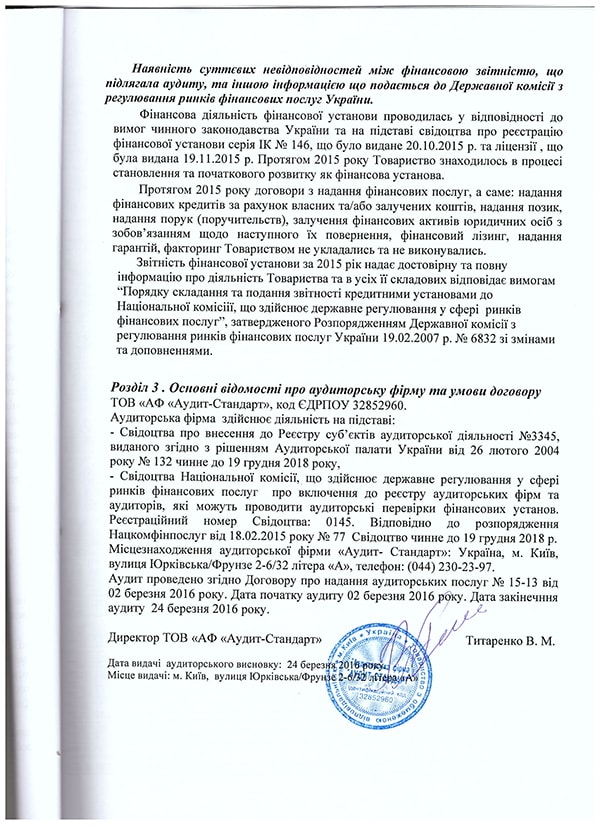 Наявність суттєвих невідповідностей між фінансовою звітністю, що
підлягала аудиту, та іншою інформацією що подається до Державної комісії з
регулювання ринків фінансових послуг України.
Фінансова діяльність фінансової установи проводилась у відповідності до
вимог чинного законодавства України та на підставі свідоцтва про реєстрацію
фінансової установи серія ІК № 146, що було видане 20.10.2015 р. та ліцензії , що
була видана 19.11.2015 р. Протягом 2015 року Товариство знаходилось в процесі
становлення та початкового розвитку як фінансова установа.
Протягом 2015 року договори з надання фінансових послуг, а саме: надання
фінансових кредитів за рахунок власних та/або залучених коштів, надання позик,
надання порук (поручительств), залучення фінансових активів юридичних осіб з
зобов’язанням щодо наступного їх повернення, фінансовий лізинг, надання
гарантій, факторинг Товариством не укладались та не виконувались.
Звітність фінансової установи за 2015 рік надає достовірну та повну
інформацію про діяльність Товариства та в усіх її складових відповідає вимогам
“Порядку складання та подання звітності кредитними установами до
Національної комісіії, що здійснює державне регулювання у сфері ринків
фінансових послуг”, затвердженого Розпорядженням Державної комісії з
регулювання ринків фінансових послуг України 19.02.2007 р. № 6832 зі змінами
та доповненнями.
Розділ 3 . Основні відомості про аудиторську фірму та умови договору
ТОВ «АФ «Аудит-Стандарт», код ЄДРПОУ 32852960.
Аудиторська фірма здійснює діяльність на підставі:
- Свідоцтва про внесення до Реєстру суб’єктів аудиторської діяльності №3345,
виданого згідно з рішенням Аудиторської палати України від 26 лютого 2004
року № 132 чинне до 19 грудня 2018 року,
- Свідоцтва Національної комісії, що здійснює державне регулювання у сфері
ринків фінансових послуг про включення до реєстру аудиторських фірм та
аудиторів, які можуть проводити аудиторські перевірки фінансових установ.
Реєстраційний номер Свідоцтва: 0145. Відповідно до розпорядження
Нацкомфінпослуг від 18.02.2015 року № 77 Свідоцтво чинне до 19 грудня 2018 р.
Місцезнаходження аудиторської фірми «Аудит- Стандарт»: Україна, м. Київ,
вулиця Юрківська/Фрунзе 2-6/32 літера «А», телефон: (044) 230-23-97.
Аудит проведено згідно Договору про надання аудиторських послуг № 15-13 від
02 березня 2016 року. Дата початку аудиту 02 березня 2016 року. Дата закінечння
аудиту 24 березня 2016 року.
Директор ТОВ «АФ «Аудит-Стандарт» Титаренко В. М.
Дата видачі аудиторського висновку: 24 березня 2016 року.
Місце видачі: м. Київ, вулиця Юрківська/Фрунзе 2-6/32 літера «А»
м.Київ * Україна * Товариство з обмеженою відповідальністю
ідентифікаційний код
32852960